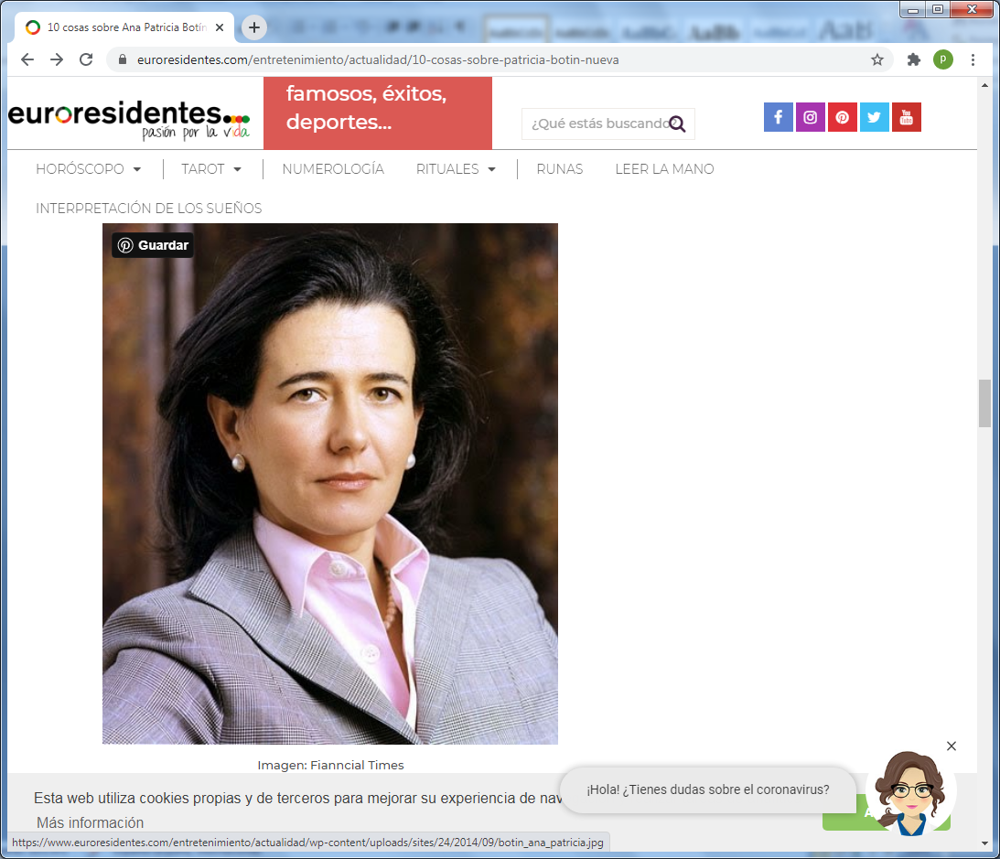 10 cosas sobre Ana Patricia Botín
euroresidentes.com/entretenimiento/actualidad/10-cosas-sobre-patricia-botin-nueva
P
euroresidentes
pasión por la vida
famosos, éxitos,
deportes...
¿Qué estás buscando?
You
Tube
HORÓSCOPO
TAROT
NUMEROLOGÍA
RITUALES
RUNAS
LEER LA MANO
INTERPRETACIÓN DE LOS SUEÑOS
Guardar
Imagen: Fianncial Times
Esta web utiliza cookies propias y de terceros para mejorar su experiencia de nav
Más información
¡Hola! ¿Tienes dudas sobre el coronavirus?
https://www.euroresidentes.com/entretenimiento/actualidad/wp-content/uploads/sites/24/2014/09/botin_ana_patricia.jpg